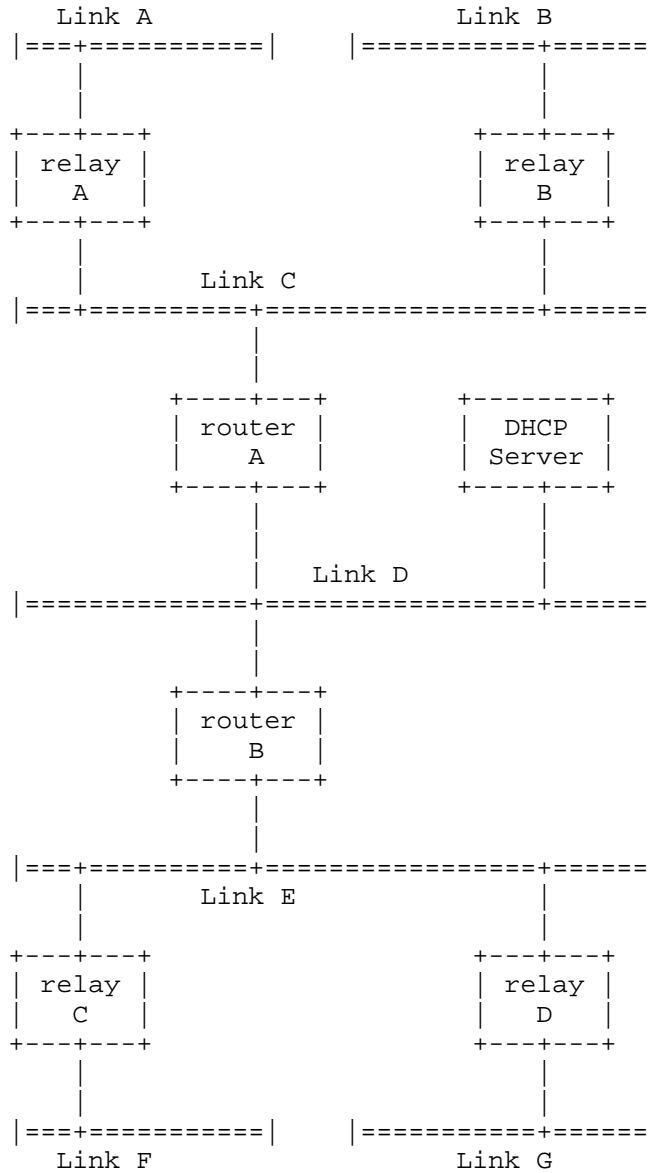 Link A Link B
relay relay
A B
Link C
router DHCP
A Server
Link D
router
B
Link E
relay relay
C D
Link F Link G